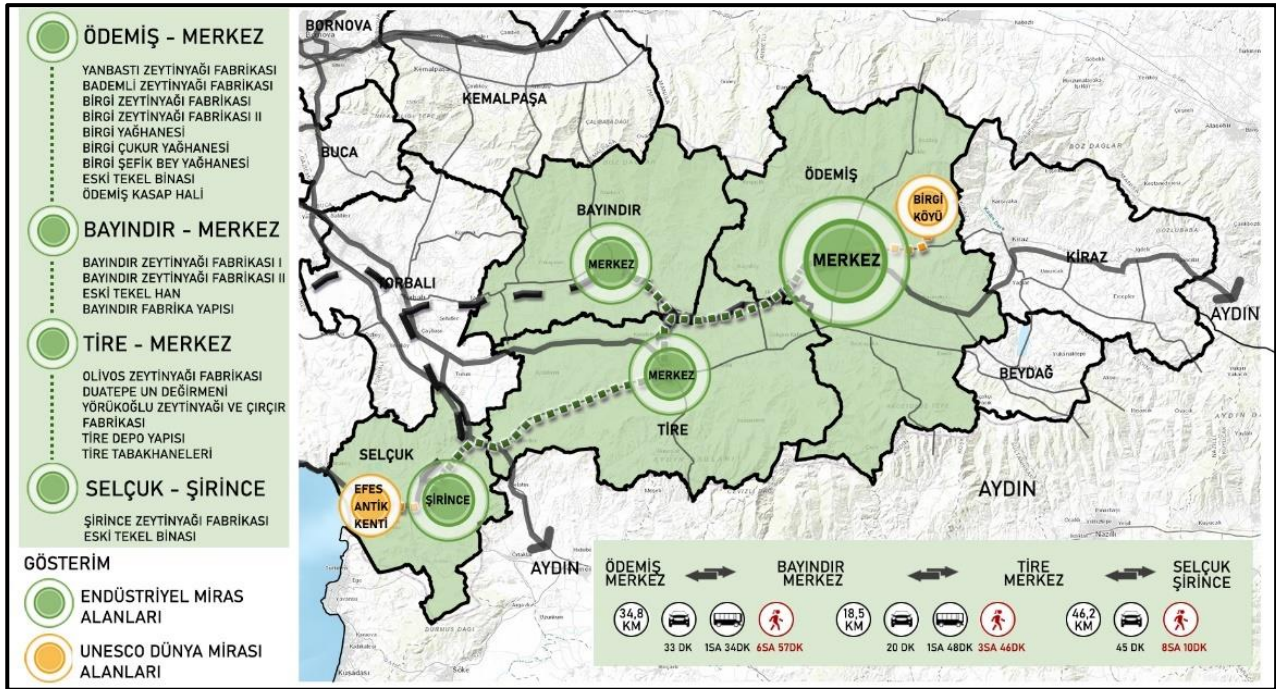 ÖDEMİŞ - MERKEZ
YANBASTI ZEYTİNYAĞI FABRİKASI
BADEMLİ ZEYTİNYAĞI FABRİKASI
BİRGİ ZEYTİNYAĞI FABRİKASI
BİRGİ ZEYTİNYAĞI FABRİKASI II
BİRGİ YAĞHANESİ
BİRGİ ÇUKUR YAĞHANESİ
BİRGİ ŞEFİK BEY YAĞHANESİ
ESKİ TEKEL BİNASI
ÖDEMİŞ KASAP HALİ
BAYINDIR - MERKEZ
BAYINDIR ZEYTİNYAĞI FABRİKASI I
BAYINDIR ZEYTİNYAĞI FABRİKASI II
ESKİ TEKEL HAN
BAYINDIR FABRİKA YAPISI
TİRE - MERKEZ
OLİVOS ZEYTİNYAĞI FABRİKASI
DUATEPE UN DEĞİRMENİ
YÖRÜKOĞLU ZEYTİNYAĞI VE ÇIRÇIR
FABRİKASI
TİRE DEPO YAPISI
TİRE TABAKHANELERİ
SELÇUK - ŞİRİNCE
ŞİRİNCE ZEYTİNYAĞI FABRİKASI
ESKİ TEKEL BİNASI
GÖSTERİM
ENDÜSTRİYEL MİRAS
ALANLARI
UNESCO DÜNYA MİRASI
ALANLARI
BORNOVA
Kemalpaşa
KEMALPAŞA
BUCA
ÖDEMİŞ
BİRGİ
KÖYÜ
BAYINDIR
MERKEZ
MERKEZ
Kiraz
KİRAZ
TORBALI
AYDIN
MERKEZ
BEYDAĞ
TİRE
SELÇUK
EFES
ANTİK
KENTİ
ŞİRİNCE
AYDIN
AYDIN
Kuşadası
Söke
ÖDEMİŞ
MERKEZ
BAYINDIR
MERKEZ
TİRE
MERKEZ
SELÇUK
ŞİRİNCE
34,8
KM
33 DK
1SA 34DK
6SA 57DK
18,5
KM
20 DK
1SA 48DK
3SA 46DK
46,2
KM
45 DK
8SA 10DK